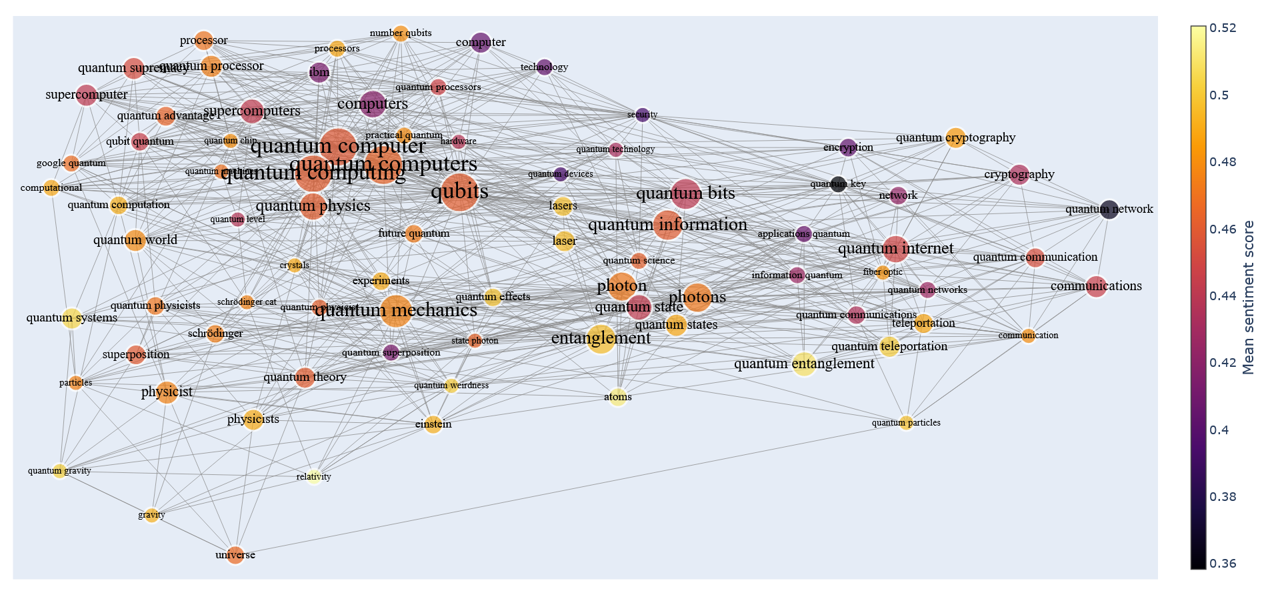 number qubits
processor
computer
processors
quantum supremacy
quantum processor
technology
ibm
quantum processors
supercomputer
computers
supercomputers
quantum advantage
security
qubit quantum
quantum chip
practical quantum
hardware
quantum cryptography
quantum computer
encryption
quantum technology
google quantum
quantum computers
quantum computing
quantum devices
cryptography
computational
quantum key
qubits
quantum bits
network
quantum computation
quantum physics
lasers
quantum network
quantum level
quantum information
future quantum
applications quantum
quantum world
laser
quantum internet
quantum science
quantum communication
crystals
fiber optic
information quantum
experiments
photon
communications
quantum networks
quantum effects
photons
schrödinger cat
quantum physicists
quantum state
quantum mechanics
quantum communications
quantum systems
teleportation
quantum states
schrödinger
communication
entanglement
state photon
quantum teleportation
superposition
quantum superposition
quantum entanglement
quantum theory
particles
quantum weirdness
physicist
atoms
physicists
einstein
quantum particles
quantum gravity
relativity
gravity
universe
0.52
0.5
0.48
0.46
0.44
0.42
0.4
0.38
0.36
Mean sentiment score